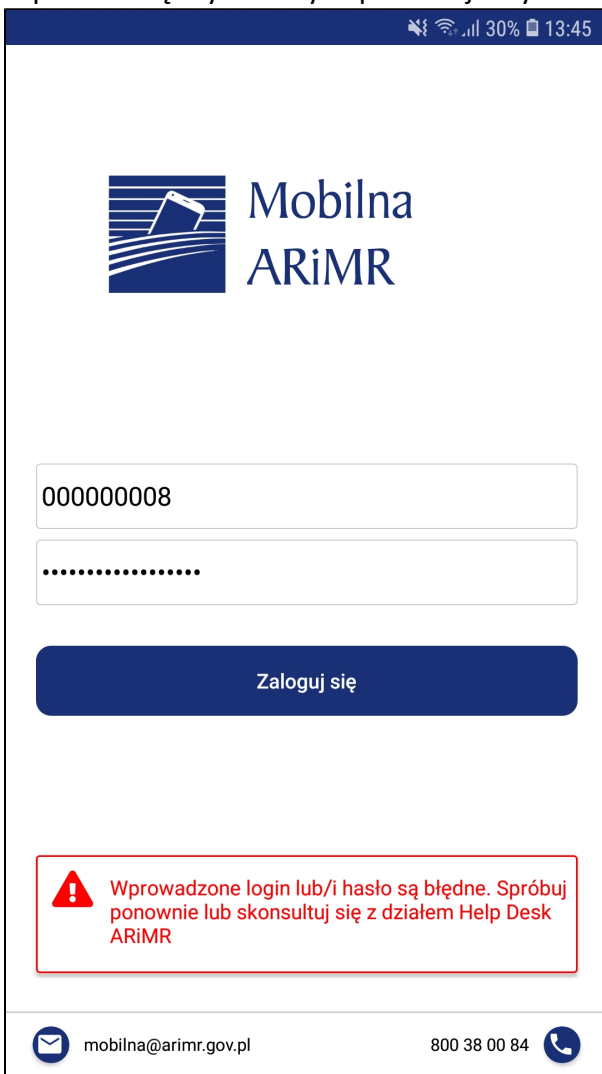 30% 13:45
Mobilna
ARiMR
000000008
••••••••••••••••••
Zaloguj się
Wprowadzone login lub/i hasło są błędne. Spróbuj
ponownie lub skonsultuj się z działem Help Desk
ARiMR
mobilna@arimr.gov.pl 800 38 00 84